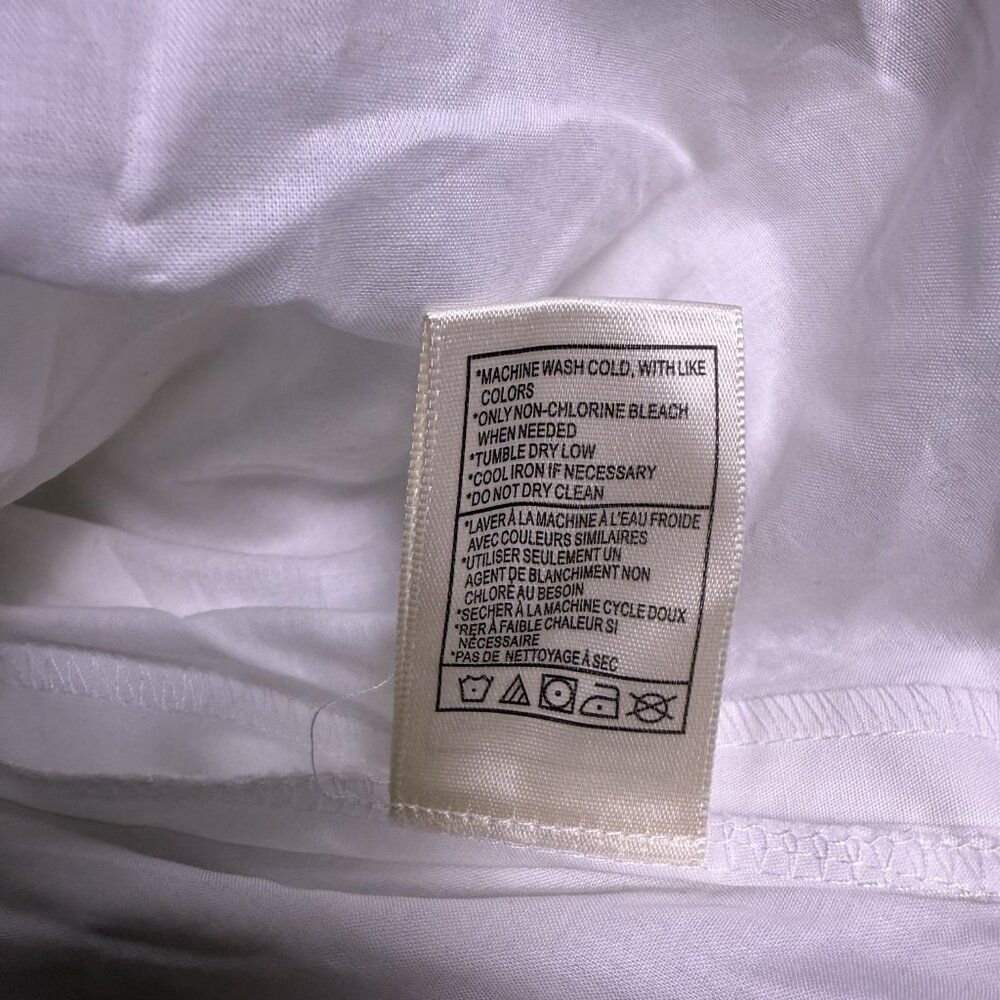 *MACHINE WASH COLD, WITH LIKE
COLORS
*ONLY NON-CHLORINE BLEACH
WHEN NEEDED
*TUMBLE DRY LOW
*COOL IRON IF NECESSARY
*DO NOT DRY CLEAN
*LAVER À LA MACHINE À L'EAU FROIDE
AVEC COULEURS SIMILAIRES
*UTILISER SEULEMENT UN
AGENT DE BLANCHIMENT NON
CHLORÉ AU BESOIN
*SECHER À LA MACHINE CYCLE DOUX
*RER À FAIBLE CHALEUR SI
NÉCESSAIRE
*PAS DE NETTOYAGE À SEC